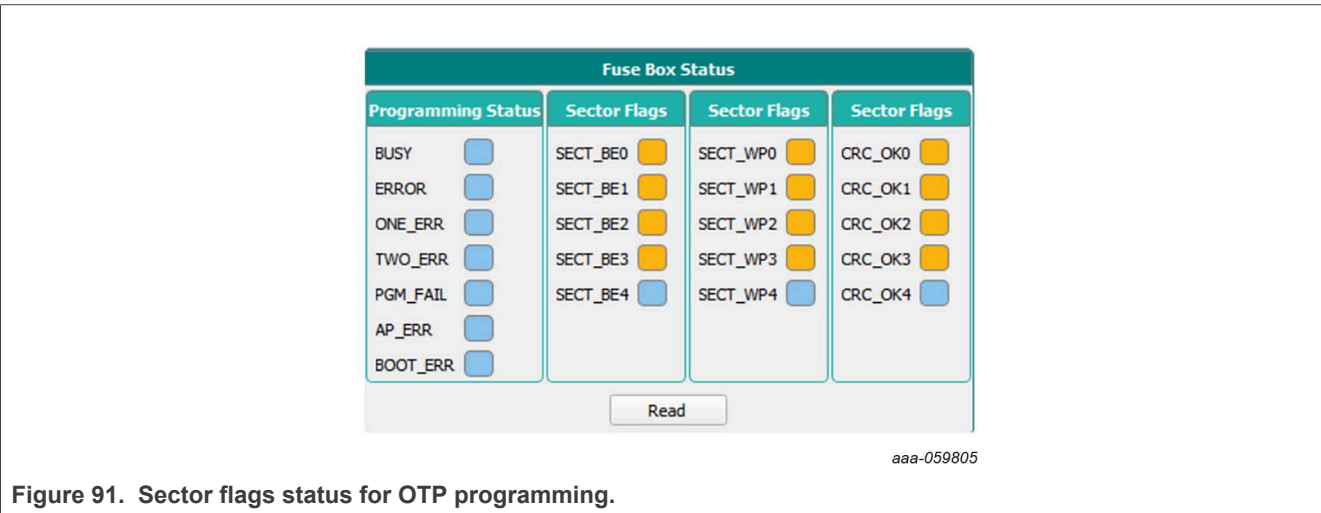 Fuse Box Status
Programming Status Sector Flags Sector Flags Sector Flags
BUSY SECT_BE0 SECT_WP0 CRC_OK0
ERROR SECT_BE1 SECT_WP1 CRC_OK1
ONE_ERR SECT_BE2 SECT_WP2 CRC_OK2
TWO_ERR SECT_BE3 SECT_WP3 CRC_OK3
PGM_FAIL SECT_BE4 SECT_WP4 CRC_OK4
AP_ERR
BOOT_ERR
Read
aaa-059805
Figure 91. Sector flags status for OTP programming.